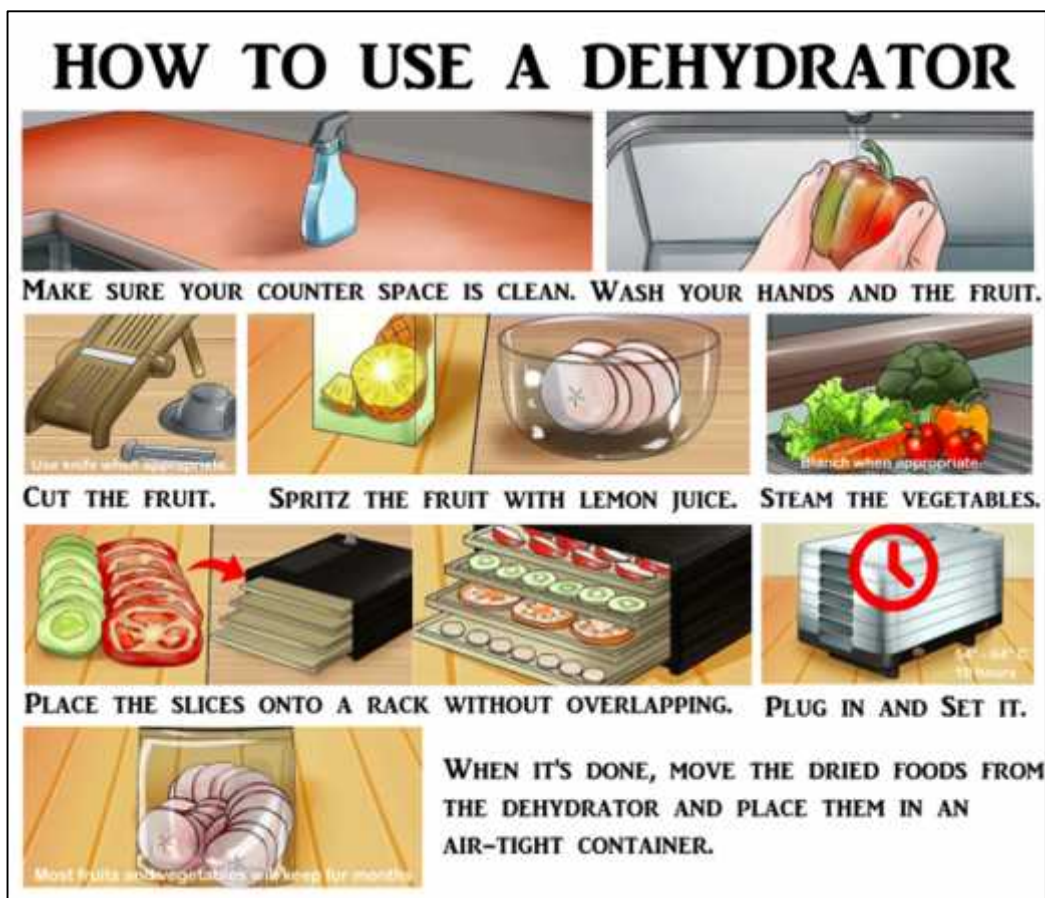 HOW TO USE A DEHYDRATOR
MAKE SURE YOUR COUNTER SPACE IS CLEAN.
WASH YOUR HANDS AND THE FRUIT.
Use knife when appropriate.
CUT THE FRUIT.
SPRITZ THE FRUIT WITH LEMON JUICE.
Blanch when appropriate.
STEAM THE VEGETABLES.
PLACE THE SLICES ONTO A RACK WITHOUT OVERLAPPING.
hours
PLUG IN AND SET IT.
Most fruits and vegetables will keep for months
WHEN IT'S DONE, MOVE THE DRIED FOODS FROM
THE DEHYDRATOR AND PLACE THEM IN AN
AIR-TIGHT CONTAINER.